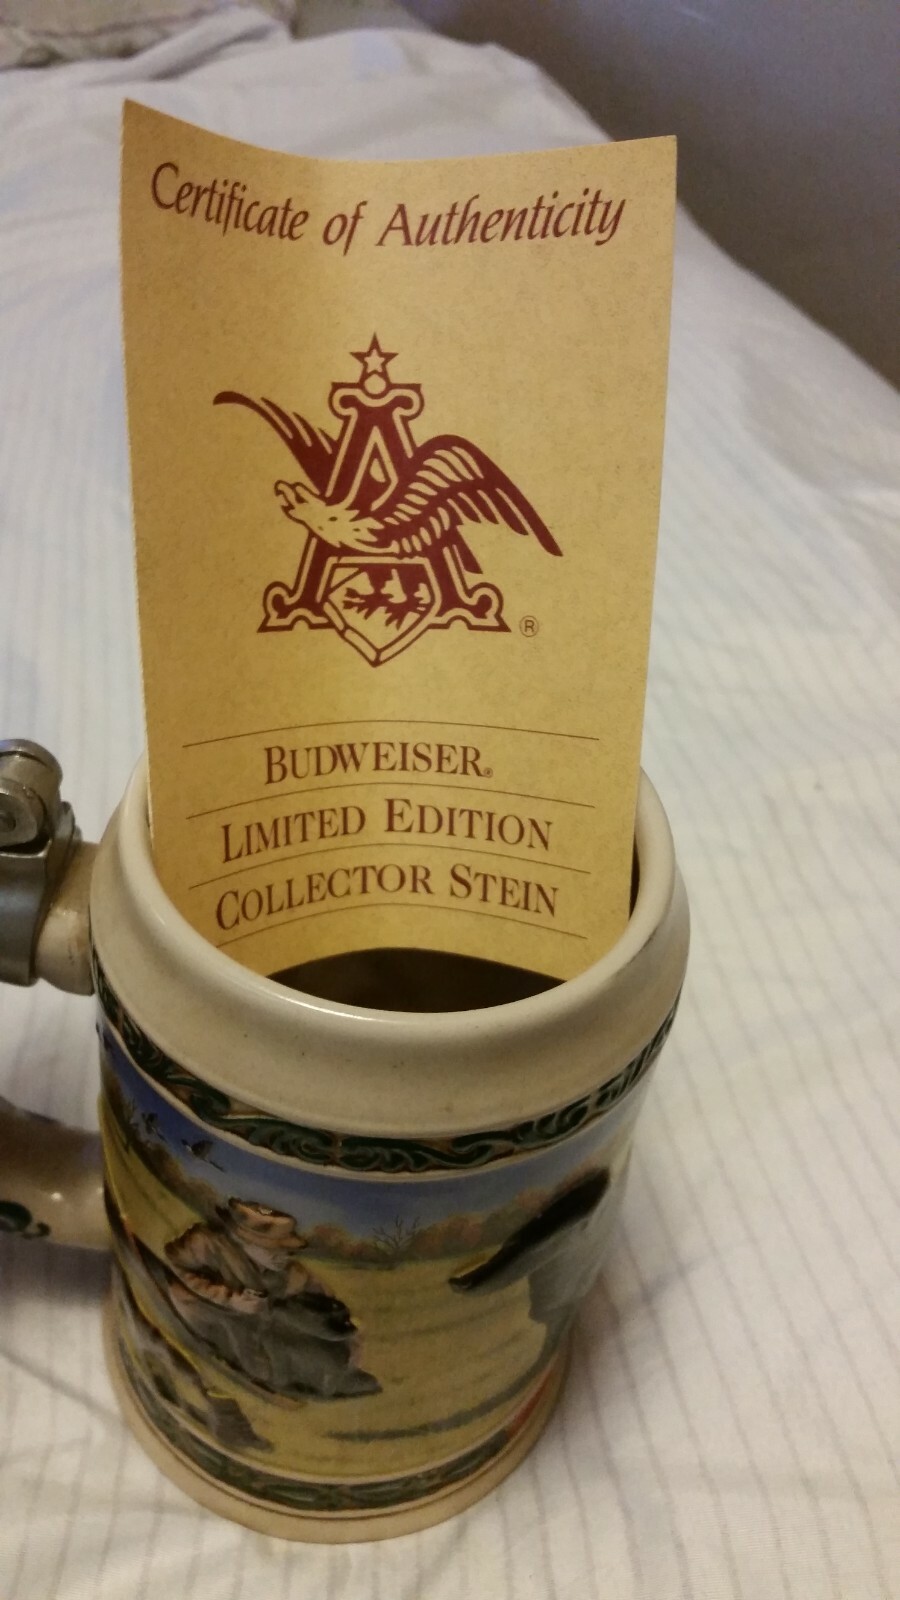 Certificate of Authenticity
A
®
BUDWEISER®
LIMITED EDITION
COLLECTOR STEIN